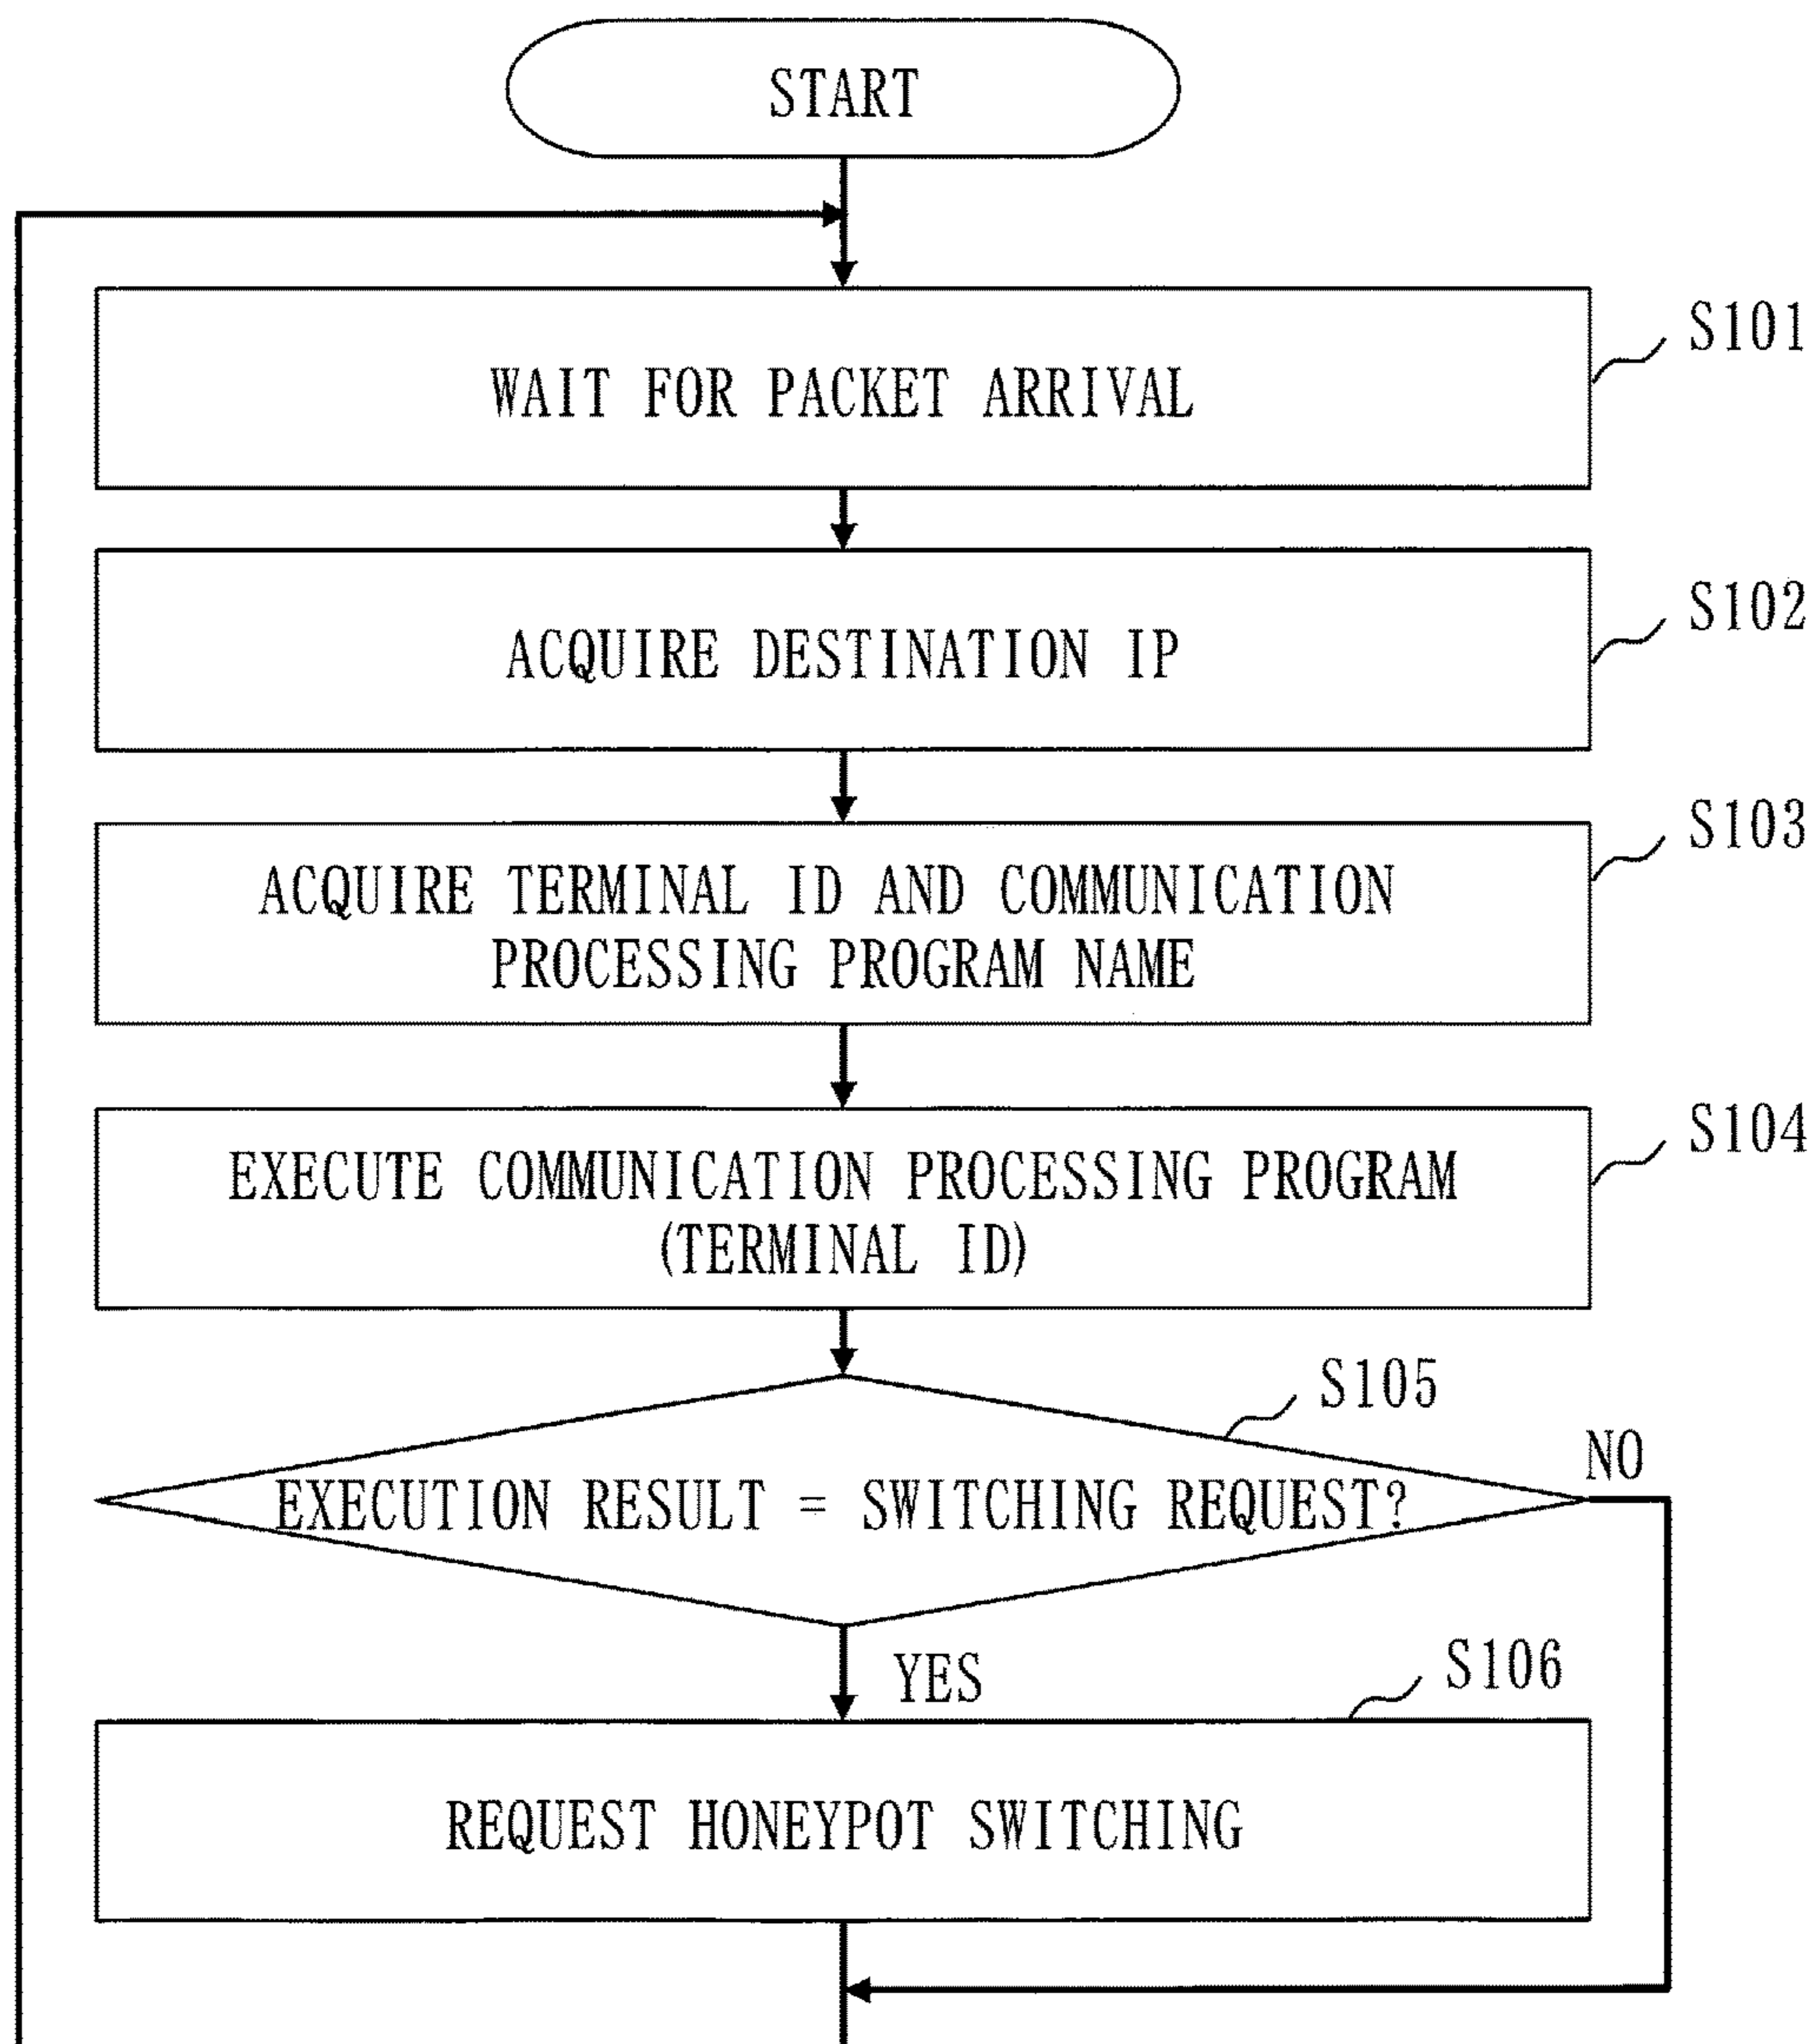 START
WAIT FOR PACKET ARRIVAL
S101
ACQUIRE DESTINATION IP
S102
ACQUIRE TERMINAL ID AND COMMUNICATION
PROCESSING PROGRAM NAME
S103
EXECUTE COMMUNICATION PROCESSING PROGRAM
(TERMINAL ID)
S104
S105
EXECUTION RESULT = SWITCHING REQUEST?
NO
YES
S106
REQUEST HONEYPOT SWITCHING